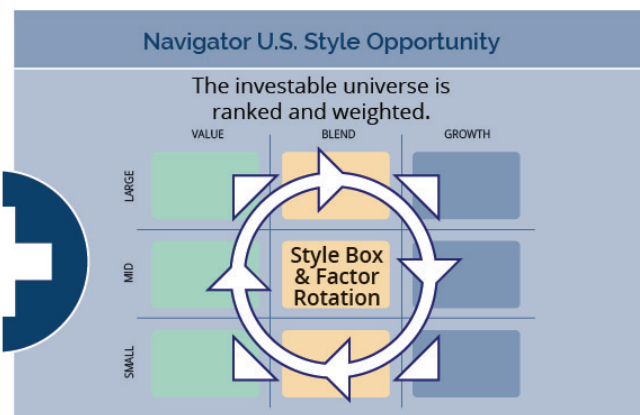 Navigator U.S. Style Opportunity
The investable universe is
ranked and weighted.
VALUE BLEND GROWTH
LARGE
MID
Style Box
& Factor
Rotation
SMALL